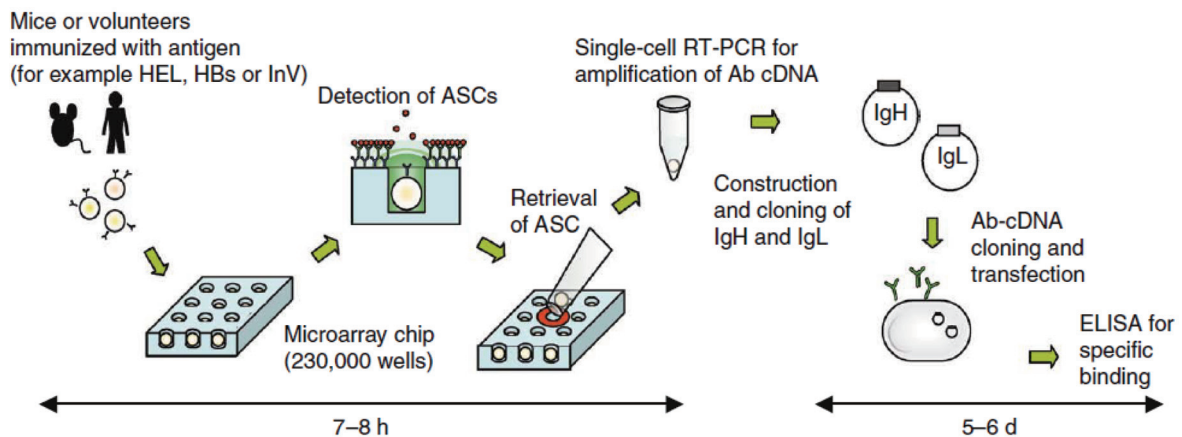 Mice or volunteers
immunized with antigen
(for example HEL, HBs or InV)
Detection of ASCs
Microarray chip
(230,000 wells)
Retrieval
of ASC
Single-cell RT-PCR for
amplification of Ab cDNA
Construction
and cloning of
IgH and IgL
IgH
IgL
Ab-cDNA
cloning and
transfection
ELISA for
specific
binding
7–8 h
5–6 d